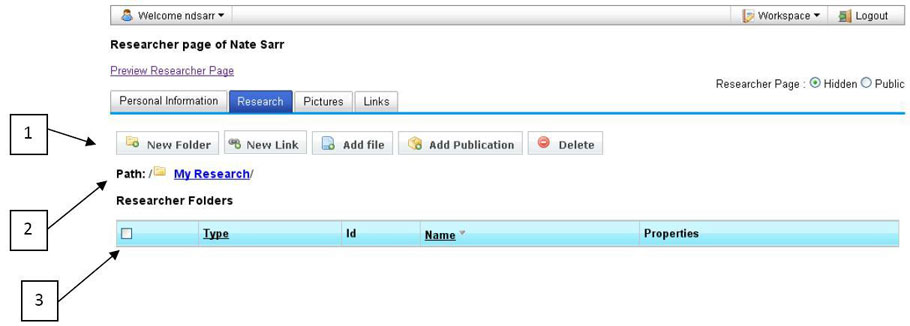 Welcome ndsarr Workspace Logout
Researcher page of Nate Sarr
Preview Researcher Page
Researcher Page : Hidden Public
Personal Information Research Pictures Links
1
New Folder New Link Add file Add Publication Delete
Path: / My Research/
Researcher Folders
2
Type Id Name Properties
3